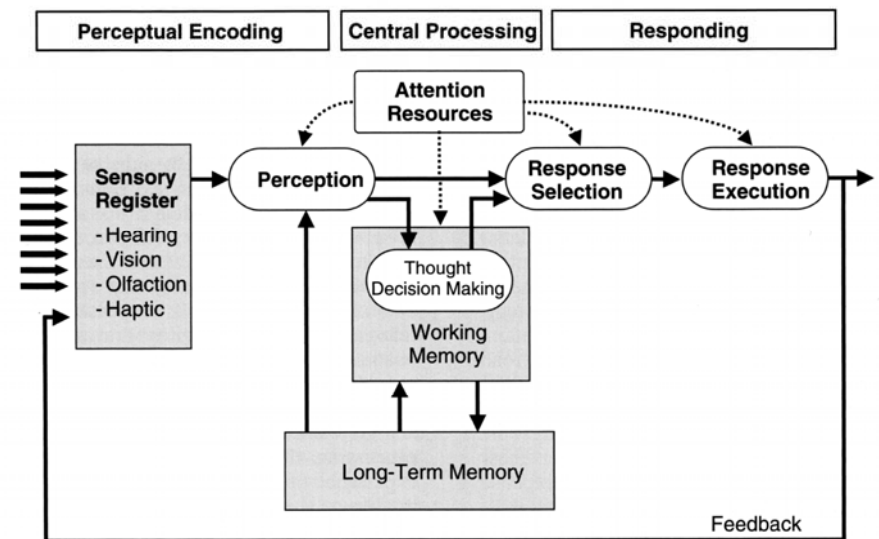 Perceptual Encoding
Central Processing
Responding
Attention
Resources
Sensory
Register
- Hearing
- Vision
- Olfaction
- Haptic
Perception
Response
Selection
Response
Execution
Thought
Decision Making
Working
Memory
Long-Term Memory
Feedback